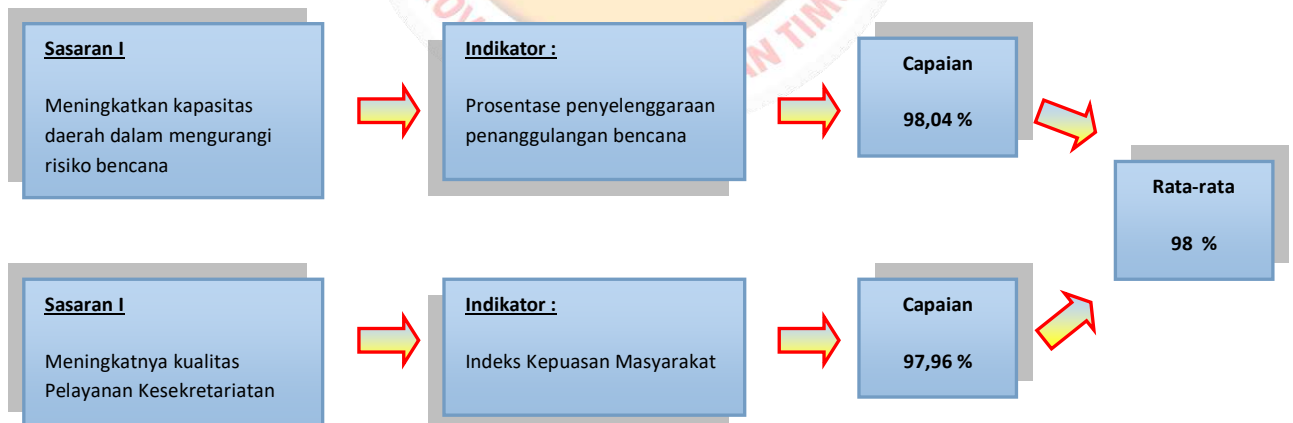 Sasaran I
Meningkatkan kapasitas
daerah dalam mengurangi
risiko bencana
Indikator :
Prosentase penyelenggaraan
penanggulangan bencana
Capaian
98,04 %
Rata-rata
98 %
Sasaran I
Meningkatnya kualitas
Pelayanan Kesekretariatan
Indikator :
Indeks Kepuasan Masyarakat
Capaian
97,96 %